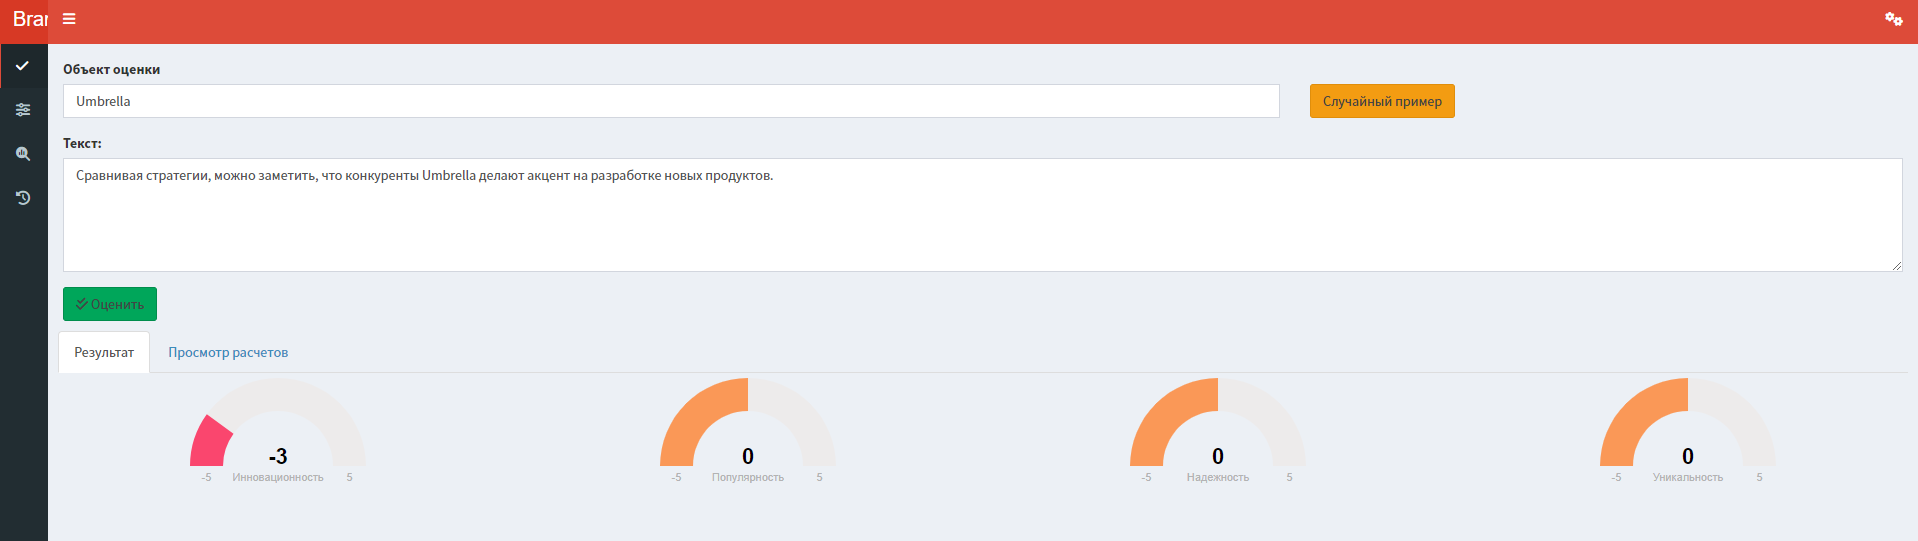 Bran
Объект оценки
Umbrella
Случайный пример
Текст:
Сравнивая стратегии, можно заметить, что конкуренты Umbrella делают акцент на разработке новых продуктов.
Оценить
Результат Просмотр расчетов
-3 0 0 0
-5 Инновационность 5 -5 Популярность 5 -5 Надежность 5 -5 Уникальность 5